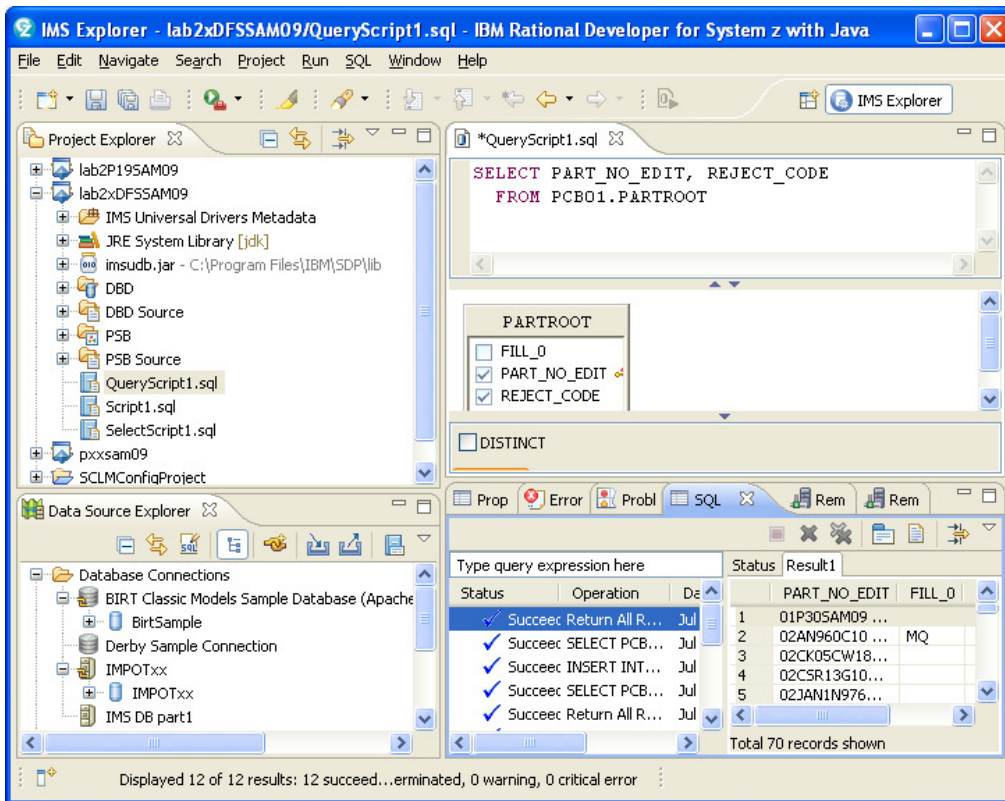 IMS Explorer - lab2xDFSSAM09/QueryScript1.sql - IBM Rational Developer for System z with Java
File Edit Navigate Search Project Run SQL Window Help
IMS Explorer
Project Explorer
lab2P19SAM09
lab2xDFSSAM09
IMS Universal Drivers Metadata
JRE System Library [jdk]
imsudb.jar - C:\Program Files\IBM\SDP\lib
DBD
DBD Source
PSB
PSB Source
QueryScript1.sql
Script1.sql
SelectScript1.sql
pxxsam09
SCLMConfigProject
*QueryScript1.sql
SELECT PART_NO_EDIT, REJECT_CODE
FROM PCB01.PARTROOT
PARTROOT
FILL_0
PART_NO_EDIT
REJECT_CODE
DISTINCT
Data Source Explorer
Database Connections
BIRT Classic Models Sample Database (Apache
BirtSample
Derby Sample Connection
IMPOTxx
IMPOTxx
IMS DB part1
Prop Error Probl SQL Rem Rem
Type query expression here
Status Operation Da
Succeec Return All R... Jul
Succeec SELECT PCB... Jul
Succeec INSERT INT... Jul
Succeec SELECT PCB... Jul
Succeec Return All R... Jul
Status Result1
PART_NO_EDIT FILL_0
1 01P30SAM09 ...
2 02AN960C10 ... MQ
3 02CK05CW18...
4 02CSR13G10...
5 02JAN1N976...
Total 70 records shown
Displayed 12 of 12 results: 12 succeed...erminated, 0 warning, 0 critical error